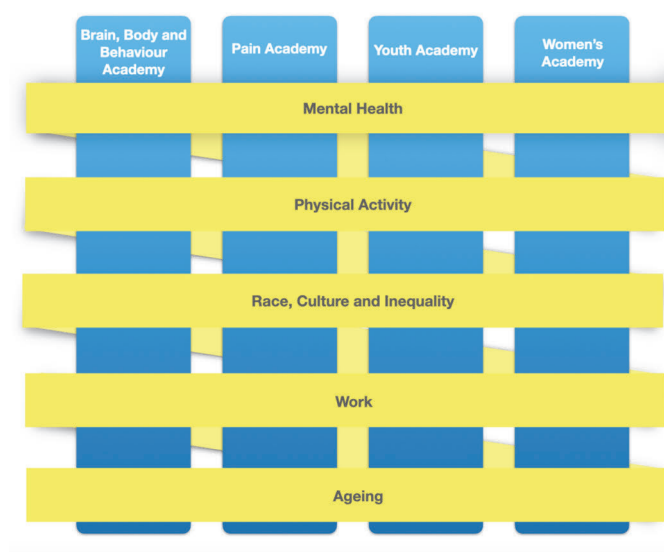 Brain, Body and
Behaviour
Academy
Pain Academy
Youth Academy
Women's
Academy
Mental Health
Physical Activity
Race, Culture and Inequality
Work
Ageing